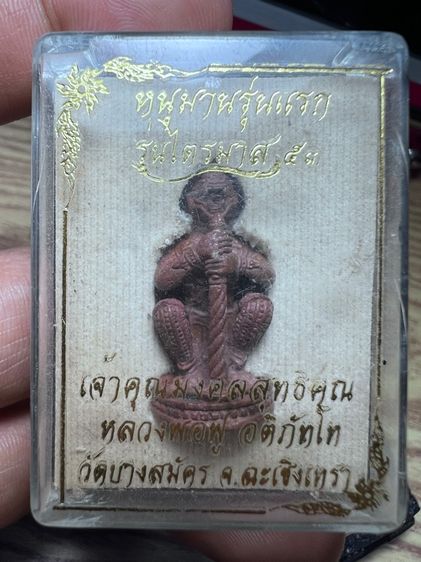 หนุมานรุ่นแรก
รุ่นไตรมาส ๕๓
เจ้าคุณมงคลสุทธิคุณ
หลวงพ่อฟู อติภัทโท
วัดบางสมัคร จ.ฉะเชิงเทรา